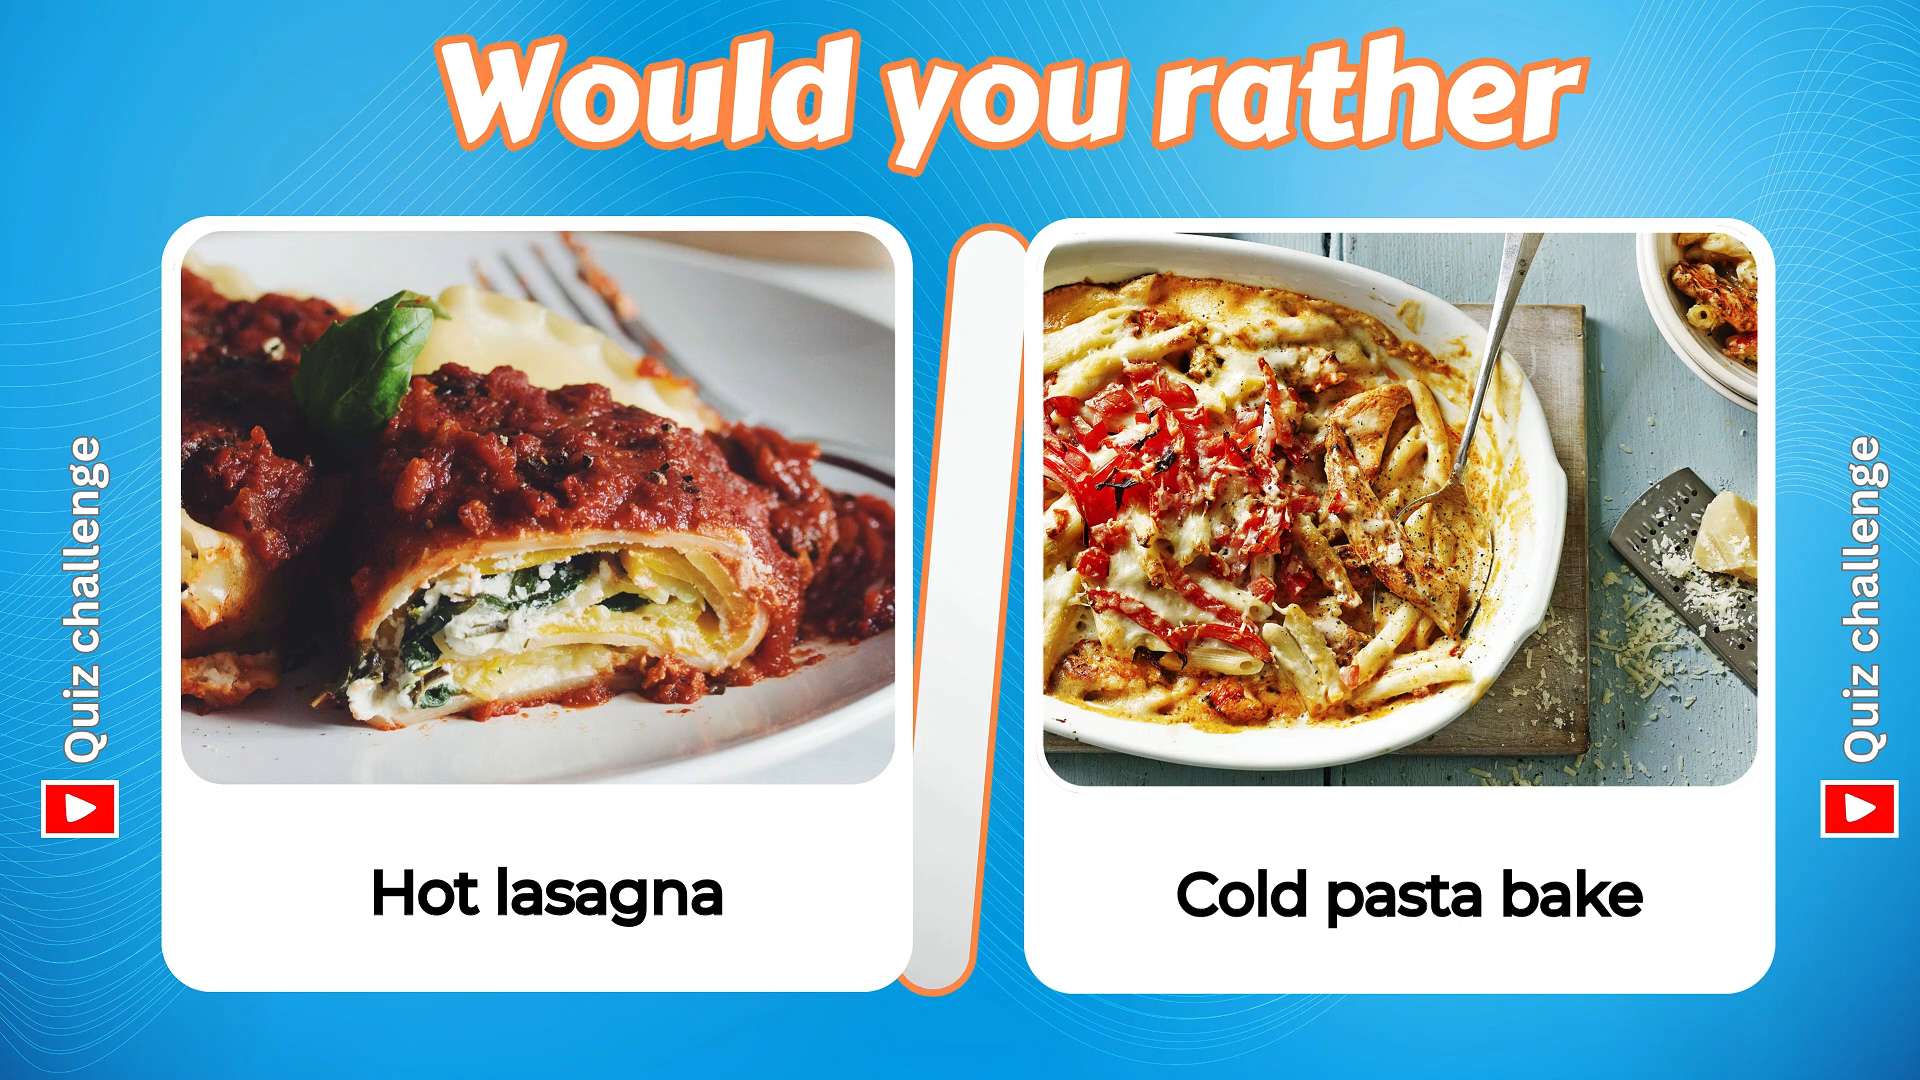 Would you rather
Quiz challenge
Hot lasagna
Cold pasta bake
Quiz challenge